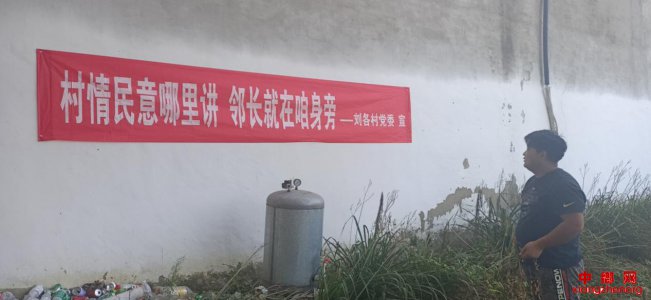 村情民意哪里讲 邻长就在咱身旁 ——刘各村党委 宣
中部网